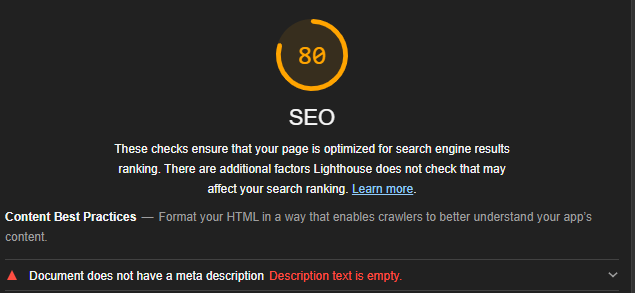 80
SEO
These checks ensure that your page is optimized for search engine results
ranking. There are additional factors Lighthouse does not check that may
affect your search ranking. Learn more.
Content Best Practices — Format your HTML in a way that enables crawlers to better understand your app's
content.
Document does not have a meta description Description text is empty.